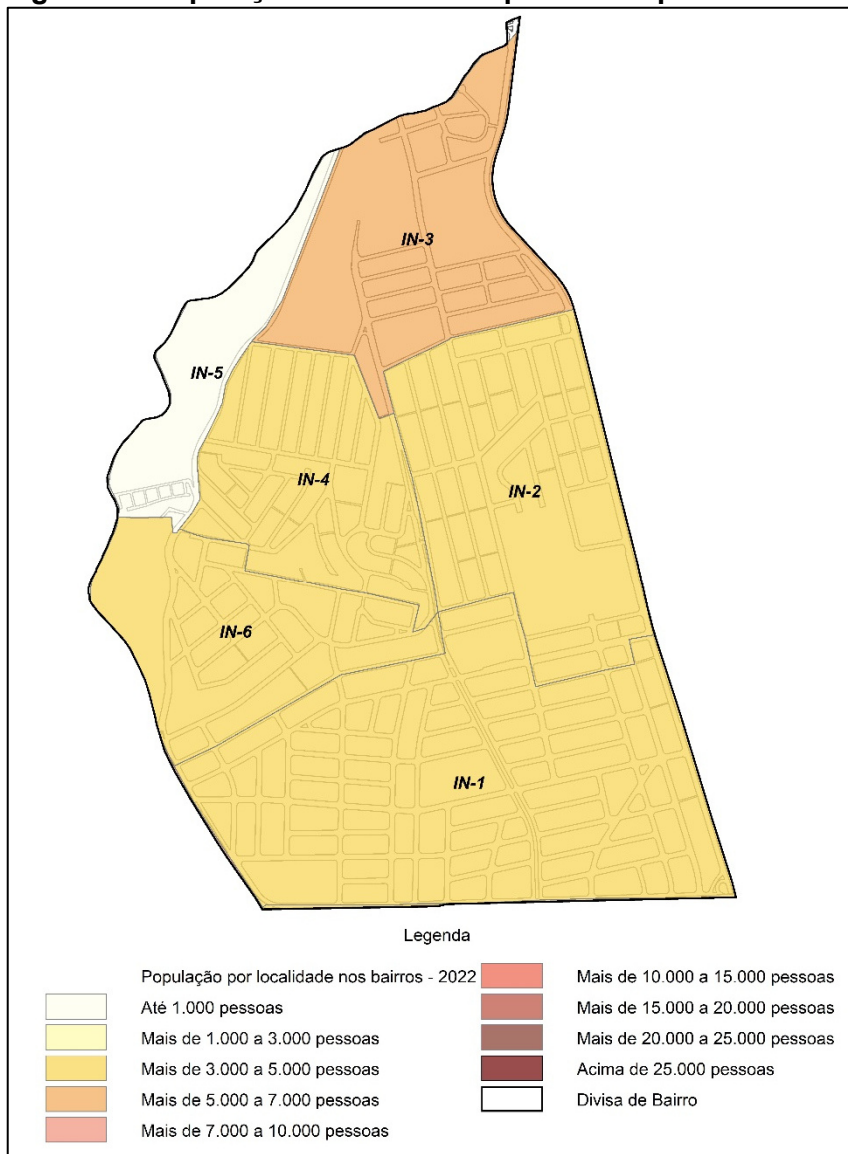 IN-3
IN-5
IN-4
IN-2
IN-6
IN-1
Legenda
População por localidade nos bairros - 2022
Até 1.000 pessoas
Mais de 1.000 a 3.000 pessoas
Mais de 3.000 a 5.000 pessoas
Mais de 5.000 a 7.000 pessoas
Mais de 7.000 a 10.000 pessoas
Mais de 10.000 a 15.000 pessoas
Mais de 15.000 a 20.000 pessoas
Mais de 20.000 a 25.000 pessoas
Acima de 25.000 pessoas
Divisa de Bairro